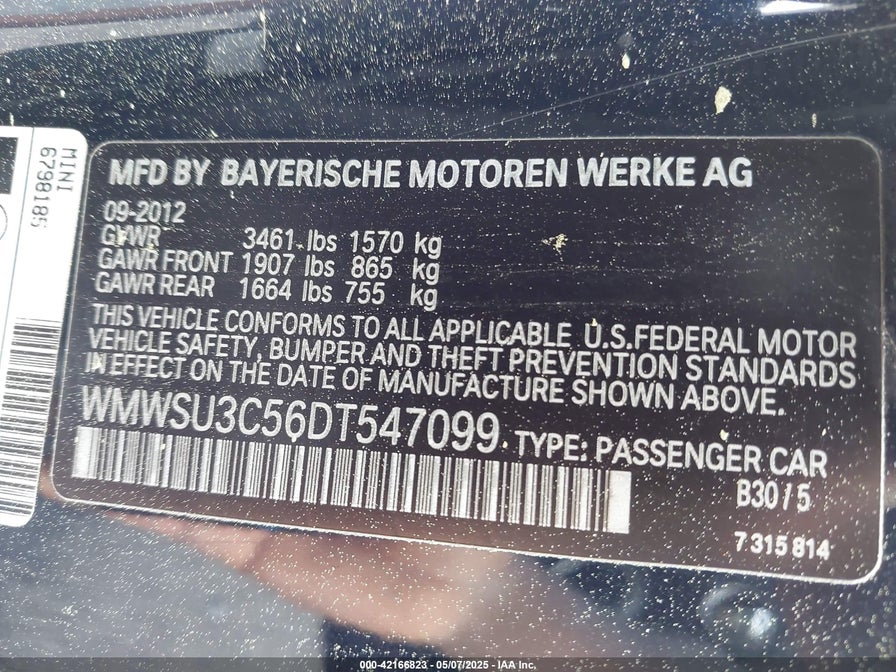 MINI
6798185
MFD BY BAYERISCHE MOTOREN WERKE AG
09-2012
GVWR 3461 lbs 1570 kg
GAWR FRONT 1907 lbs 865 kg
GAWR REAR 1664 lbs 755 kg
THIS VEHICLE CONFORMS TO ALL APPLICABLE U.S.FEDERAL MOTOR
VEHICLE SAFETY, BUMPER AND THEFT PREVENTION STANDARDS
IN EFFECT ON THE DATE OF MANUFACTURE SHOWN ABOVE.
WMWSU3C56DT547099 TYPE: PASSENGER CAR
B30/5
7 315 814
000-42166823 - 05/07/2025 - IAA Inc.